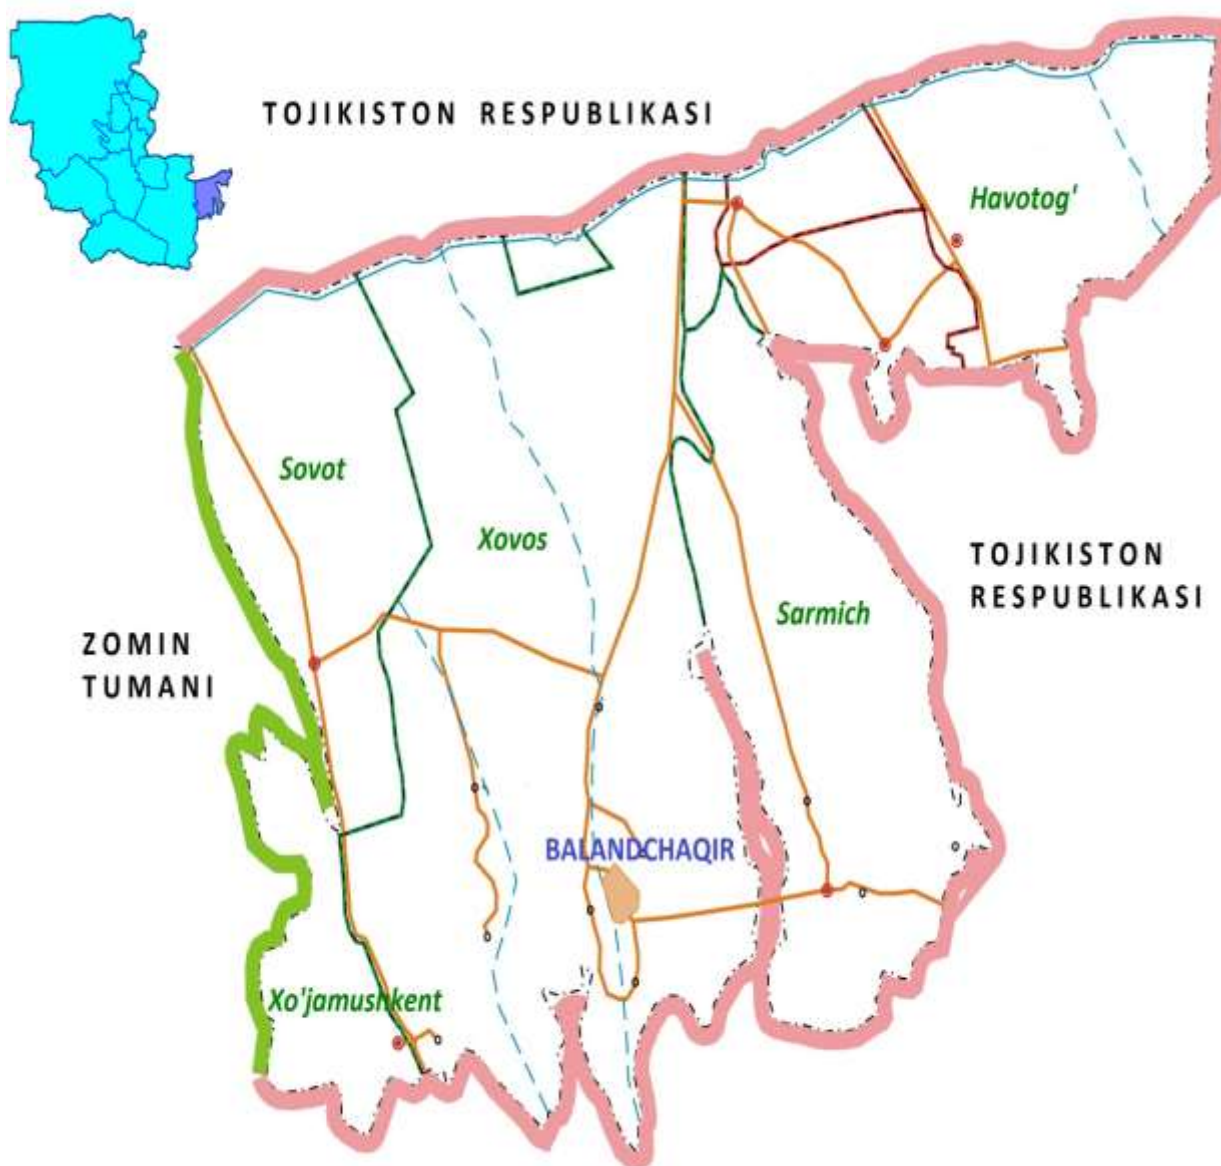 TOJIKISTON RESPUBLIKASI
Havotog'
Sovot
Xovos
TOJIKISTON
RESPUBLIKASI
Sarmich
ZOMIN
TUMANI
BALANDCHAQIR
Xo'jamushkent